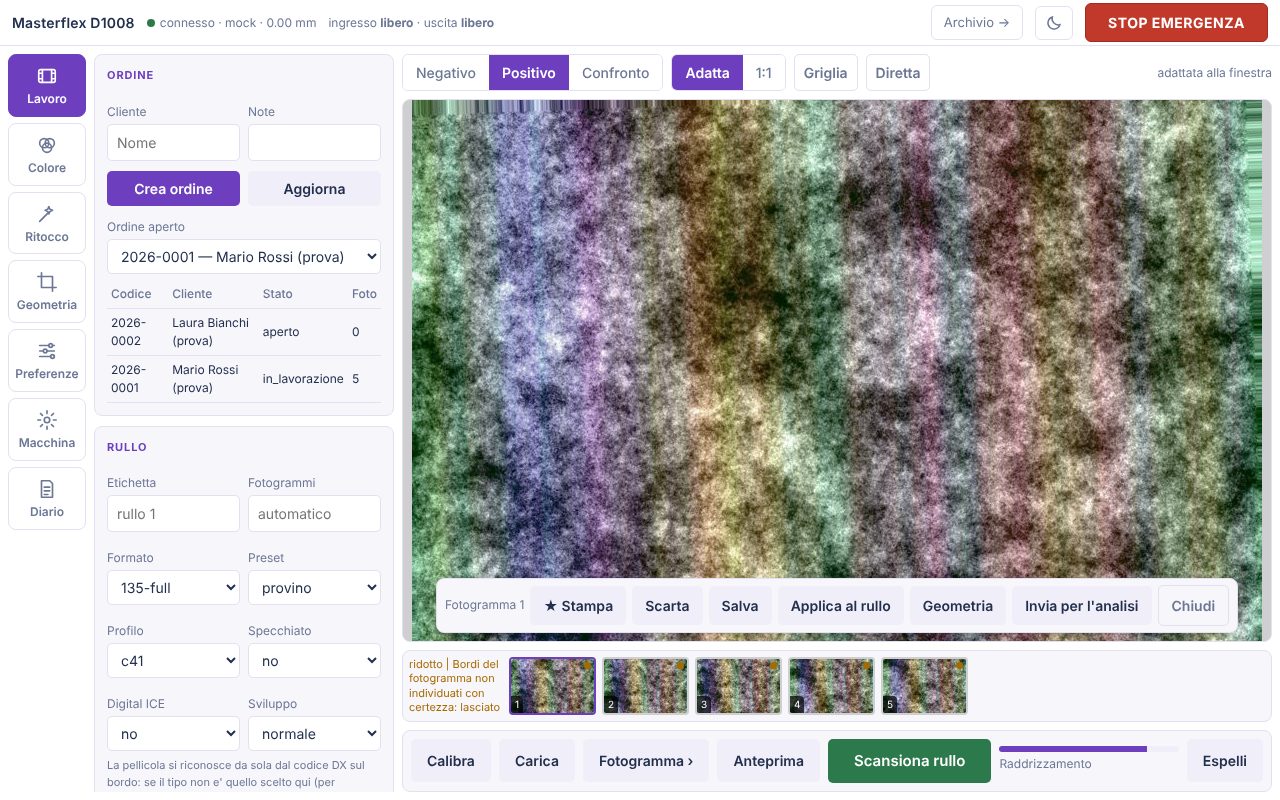 Masterflex D1008 connesso · mock · 0.00 mm ingresso libero · uscita libero Archivio → STOP EMERGENZA
Lavoro
Colore
Ritocco
Geometria
Preferenze
Macchina
Diario
ORDINE
Cliente Note
Nome
Crea ordine Aggiorna
Ordine aperto
2026-0001 — Mario Rossi (prova)
Codice Cliente Stato Foto
2026-0002 Laura Bianchi (prova) aperto 0
2026-0001 Mario Rossi (prova) in_lavorazione 5
RULLO
Etichetta Fotogrammi
rullo 1 automatico
Formato Preset
135-full provino
Profilo Specchiato
c41 no
Digital ICE Sviluppo
no normale
La pellicola si riconosce da sola dal codice DX sul
bordo: se il tipo non e' quello scelto qui (per
Negativo Positivo Confronto Adatta 1:1 Griglia Diretta adattata alla finestra
Fotogramma 1 ★ Stampa Scarta Salva Applica al rullo Geometria Invia per l'analisi Chiudi
ridotto | Bordi del
fotogramma non
individuati con
certezza: lasciato
1 2 3 4 5
Calibra Carica Fotogramma › Anteprima Scansiona rullo Raddrizzamento Espelli